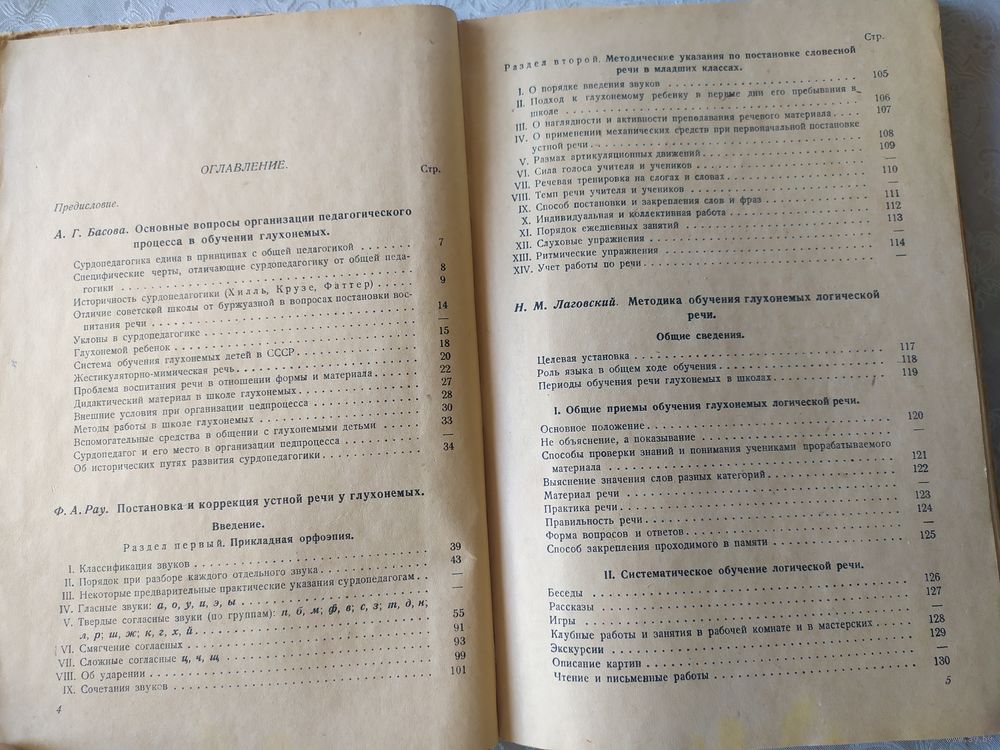 ОГЛАВЛЕНИЕ.
Стр.
Предисловие.
А. Г. Басова. Основные вопросы организации педагогического
процесса в обучении глухонемых.
Сурдопедагогика едина в принципах с общей педагогикой . . . . . . . 7
Специфические черты, отличающие сурдопедагогику от общей педа-
гогики . . . . . . . 8
Историчность сурдопедагогики (Хилль, Крузе, Фаттер) . . . . . . . 9
Отличие советской школы от буржуазной в вопросах постановки вос-
питания речи . . . . . . . 14
Уклоны в сурдопедагогике . . . . . . . —
Глухонемой ребенок . . . . . . . 15
Система обучения глухонемых детей в СССР . . . . . . . 18
Жестикуляторно-мимическая речь . . . . . . . 20
Проблема воспитания речи в отношении формы и материала . . . . . . . 22
Дидактический материал в школе глухонемых . . . . . . . 27
Внешние условия при организации педпроцесса . . . . . . . 28
Методы работы в школе глухонемых . . . . . . . 30
Вспомогательные средства в общении с глухонемыми детьми . . . . . . . 33
Сурдопедагог и его место в организации педпроцесса . . . . . . . —
Об исторических путях развития сурдопедагогики . . . . . . . 34
Ф. А. Рау. Постановка и коррекция устной речи у глухонемых.
Введение.
Раздел первый. Прикладная орфоэпия.
I. Классификация звуков . . . . . . . 39
II. Порядок при разборе каждого отдельного звука . . . . . . . 43
III. Некоторые предварительные практические указания сурдопедагогам . . —
IV. Гласные звуки: а, о, у, и, э, ы . . . . . . . —
V. Твердые согласные звуки (по группам): п, б, м; ф, в; с, з; т, д, н;
л, р; ш, ж; к, г, х, й . . . . . . . 55
VI. Смягчение согласных . . . . . . . 91
VII. Сложные согласные ц, ч, щ . . . . . . . 93
VIII. Об ударении . . . . . . . 99
IX. Сочетания звуков . . . . . . . 101
4
Стр.
Раздел второй. Методические указания по постановке словесной
речи в младших классах.
I. О порядке введения звуков . . . . . . . 105
II. Подход к глухонемому ребенку в первые дни его пребывания в
школе . . . . . . . 106
III. О наглядности и активности преподавания речевого материала . . . . 107
IV. О применении механических средств при первоначальной постановке
устной речи . . . . . . . 108
V. Размах артикуляционных движений . . . . . . . 109
VI. Сила голоса учителя и учеников . . . . . . . —
VII. Речевая тренировка на слогах и словах . . . . . . . 110
VIII. Темп речи учителя и учеников . . . . . . . —
IX. Способ постановки и закрепления слов и фраз . . . . . . . 111
X. Индивидуальная и коллективная работа . . . . . . . 112
XI. Порядок ежедневных занятий . . . . . . . 113
XII. Слуховые упражнения . . . . . . . —
XIII. Ритмические упражнения . . . . . . . 114
XIV. Учет работы по речи . . . . . . . —
Н. М. Лаговский. Методика обучения глухонемых логической
речи.
Общие сведения.
Целевая установка . . . . . . . 117
Роль языка в общем ходе обучения . . . . . . . 118
Периоды обучения речи глухонемых в школах . . . . . . . 119
I. Общие приемы обучения глухонемых логической речи.
Основное положение . . . . . . . 120
Не объяснение, а показывание . . . . . . . —
Способы проверки знаний и понимания учениками прорабатываемого
материала . . . . . . . 121
Выяснение значения слов разных категорий . . . . . . . 122
Материал речи . . . . . . . —
Практика речи . . . . . . . 123
Правильность речи . . . . . . . 124
Форма вопросов и ответов . . . . . . . —
Способ закрепления проходимого в памяти . . . . . . . 125
II. Систематическое обучение логической речи.
Беседы . . . . . . . 126
Рассказы . . . . . . . 127
Игры . . . . . . . —
Клубные работы и занятия в рабочей комнате и в мастерских . . . . . . . 128
Экскурсии . . . . . . . 129
Описание картин . . . . . . . —
Чтение и письменные работы . . . . . . . 130
5